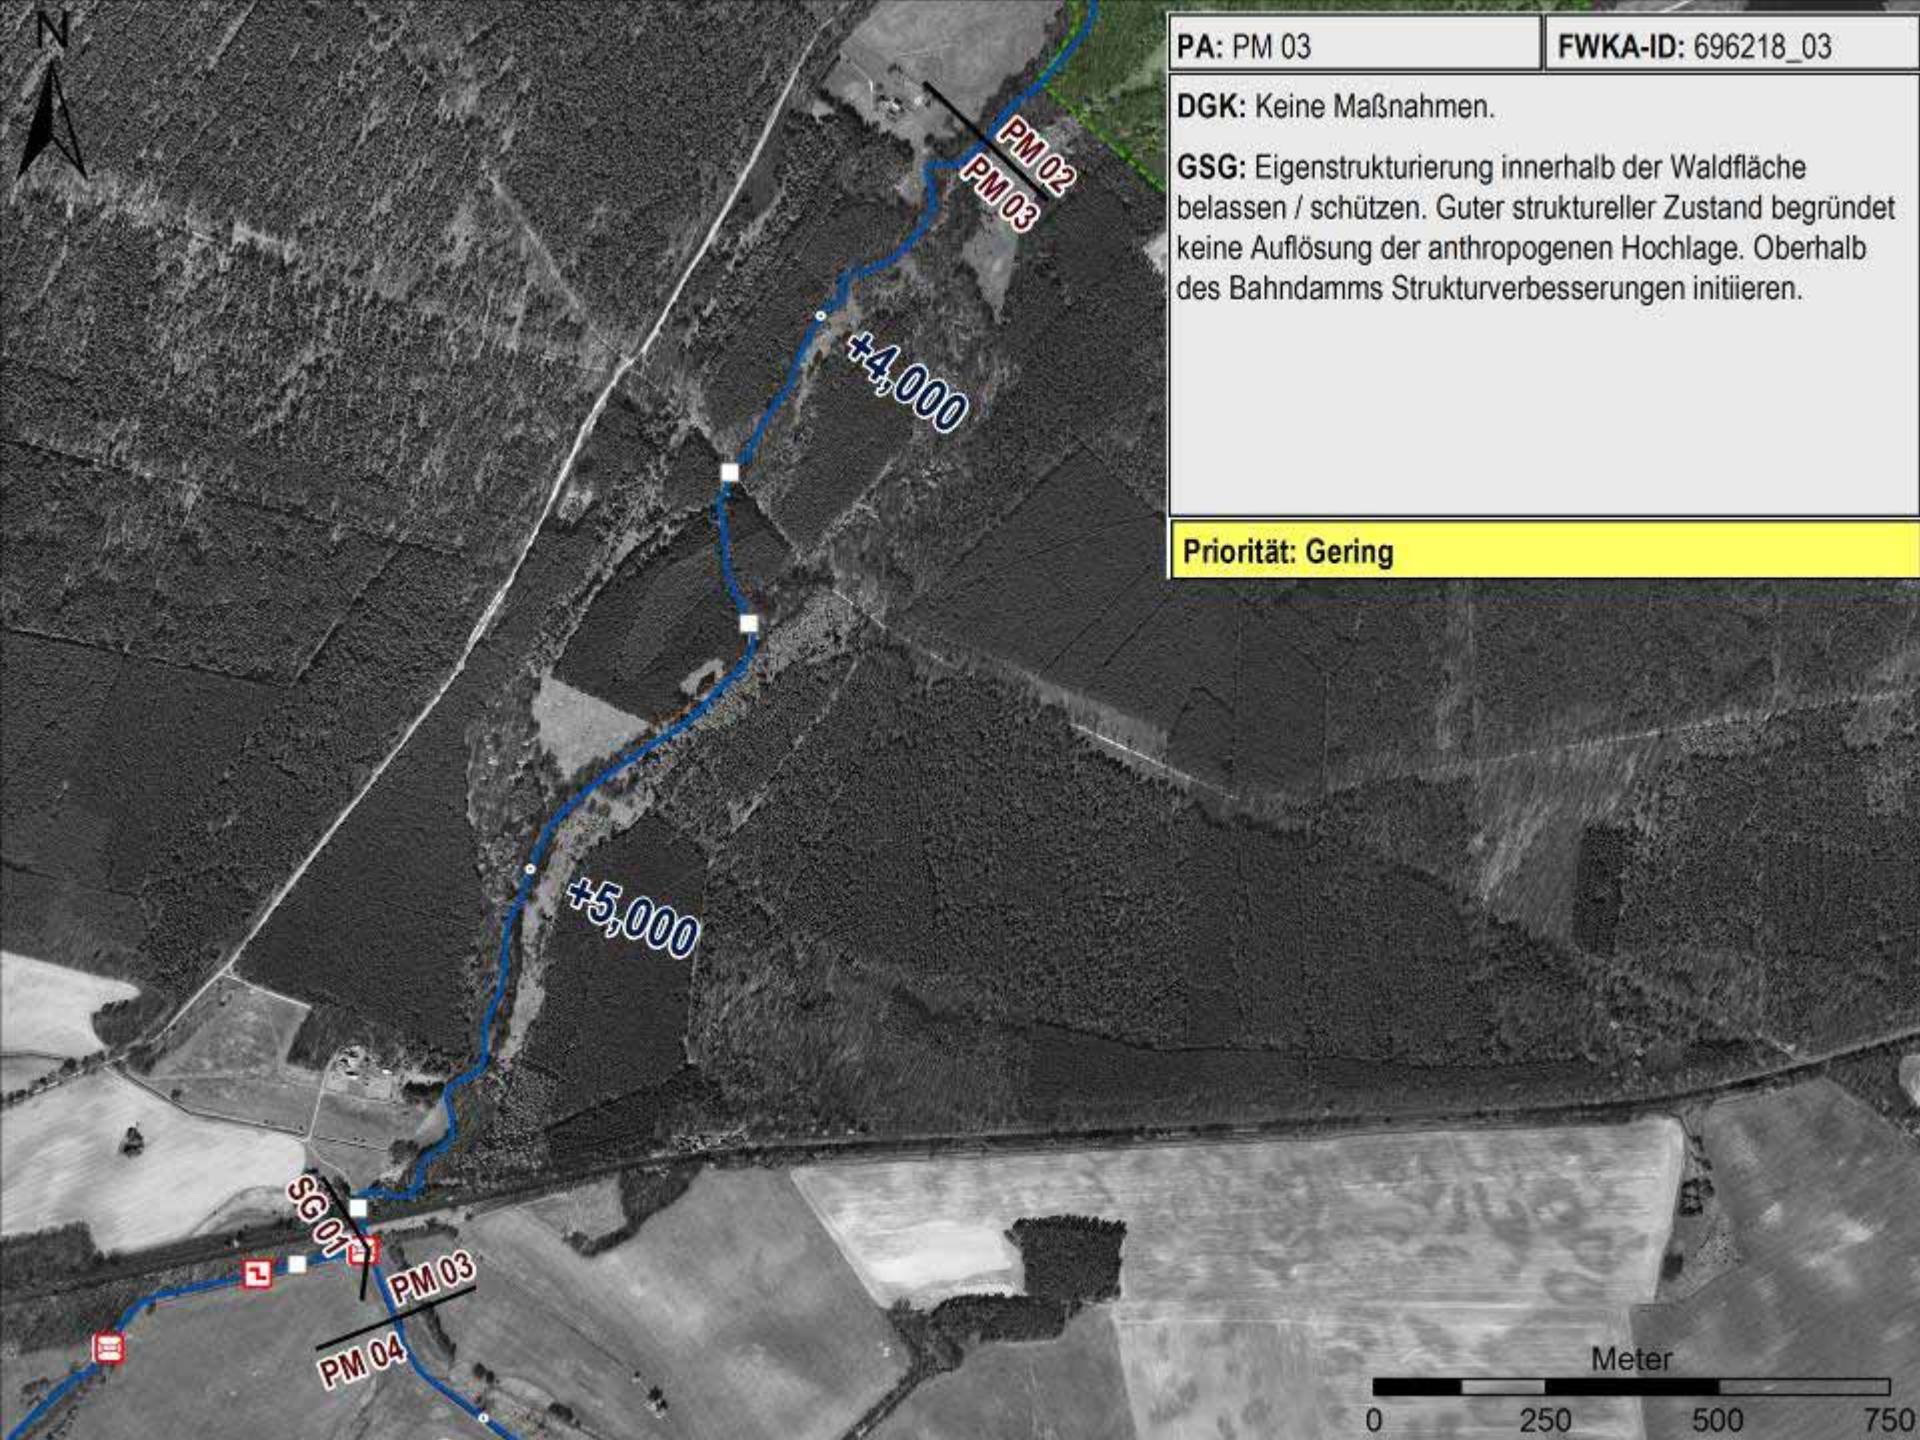 N
PA: PM 03
FWKA-ID: 696218_03
DGK: Keine Maßnahmen.
GSG: Eigenstrukturierung innerhalb der Waldfläche
belassen / schützen. Guter struktureller Zustand begründet
keine Auflösung der anthropogenen Hochlage. Oberhalb
des Bahndamms Strukturverbesserungen initiieren.
Priorität: Gering
PM 02
PM 03
+4,000
+5,000
SG 01
PM 03
PM 04
Meter
0 250 500 750